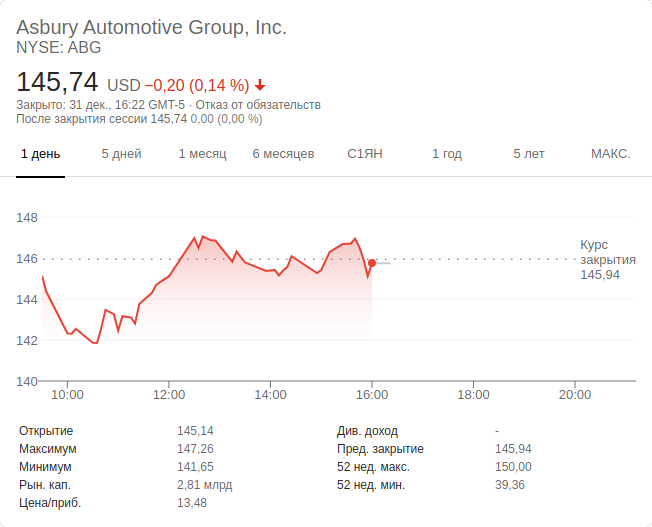 Asbury Automotive Group, Inc.
NYSE: ABG
145,74 USD −0,20 (0,14 %)
Закрыто: 31 дек., 16:22 GMT-5 · Отказ от обязательств
После закрытия сессии 145,74 0,00 (0,00 %)
1 день 5 дней 1 месяц 6 месяцев С1ЯН 1 год 5 лет МАКС.
148
146
144
142
140
Курс
закрытия
145,94
10:00 12:00 14:00 16:00 18:00 20:00
Открытие 145,14 Див. доход -
Максимум 147,26 Пред. закрытие 145,94
Минимум 141,65 52 нед. макс. 150,00
Рын. кап. 2,81 млрд 52 нед. мин. 39,36
Цена/приб. 13,48